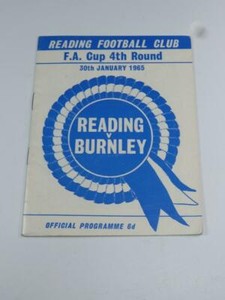 READING FOOTBALL CLUB
F.A. Cup 4th Round
30th JANUARY 1965
READING
v
BURNLEY
OFFICIAL PROGRAMME 6d